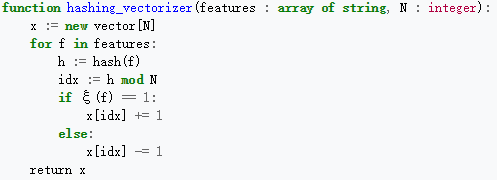 function hashing_vectorizer(features : array of string, N : integer):
    x := new vector[N]
    for f in features:
        h := hash(f)
        idx := h mod N
        if ξ(f) == 1:
            x[idx] += 1
        else:
            x[idx] -= 1
    return x